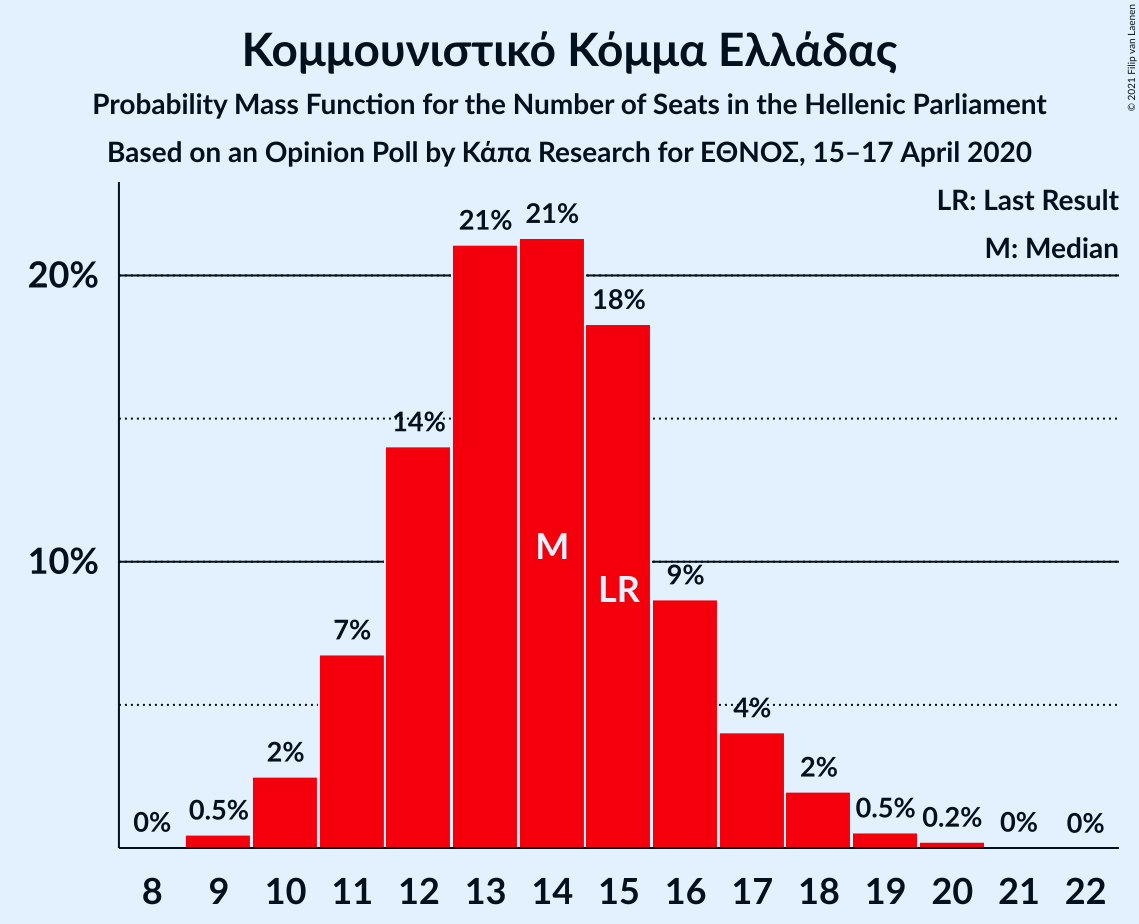 Κομμουνιστικό Κόμμα Ελλάδας
Probability Mass Function for the Number of Seats in the Hellenic Parliament
Based on an Opinion Poll by Κάπα Research for ΕΘΝΟΣ, 15–17 April 2020
© 2021 Filip van Laenen
LR: Last Result
M: Median
20%
10%
0%
0.5%
2%
7%
14%
21%
21%
18%
9%
4%
2%
0.5%
0.2%
0%
0%
M
LR
8 9 10 11 12 13 14 15 16 17 18 19 20 21 22